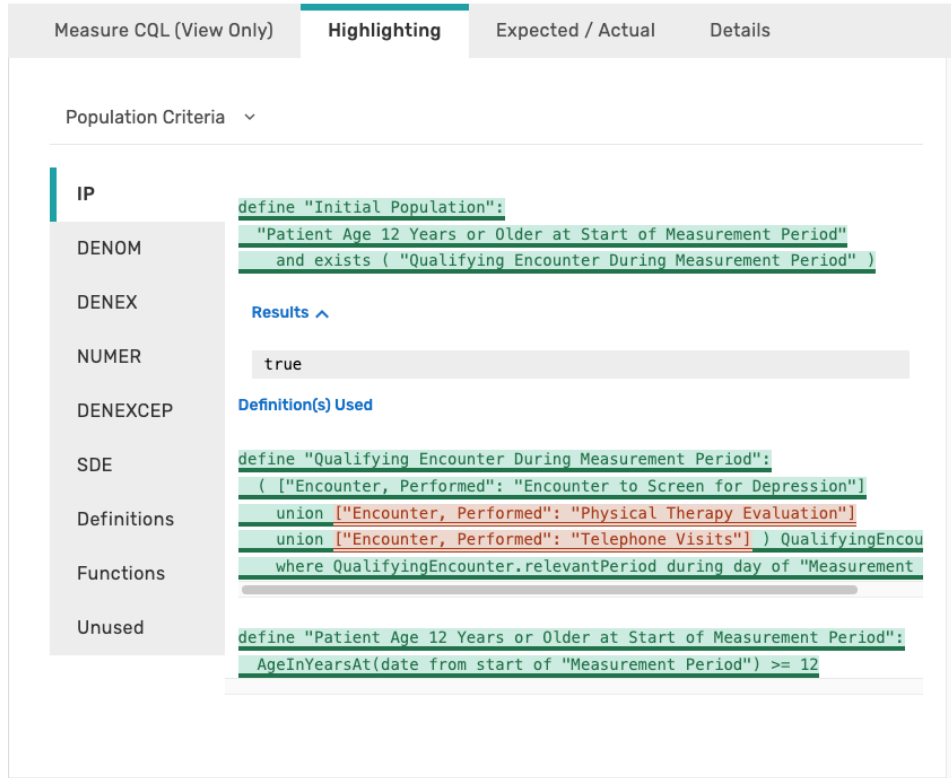 Measure CQL (View Only) Highlighting Expected / Actual Details
Population Criteria
IP
DENOM
DENEX
NUMER
DENEXCEP
SDE
Definitions
Functions
Unused
define "Initial Population":
"Patient Age 12 Years or Older at Start of Measurement Period"
and exists ( "Qualifying Encounter During Measurement Period" )
Results
true
Definition(s) Used
define "Qualifying Encounter During Measurement Period":
( ["Encounter, Performed": "Encounter to Screen for Depression"]
union ["Encounter, Performed": "Physical Therapy Evaluation"]
union ["Encounter, Performed": "Telephone Visits"] ) QualifyingEncou
where QualifyingEncounter.relevantPeriod during day of "Measurement
define "Patient Age 12 Years or Older at Start of Measurement Period":
AgeInYearsAt(date from start of "Measurement Period") >= 12